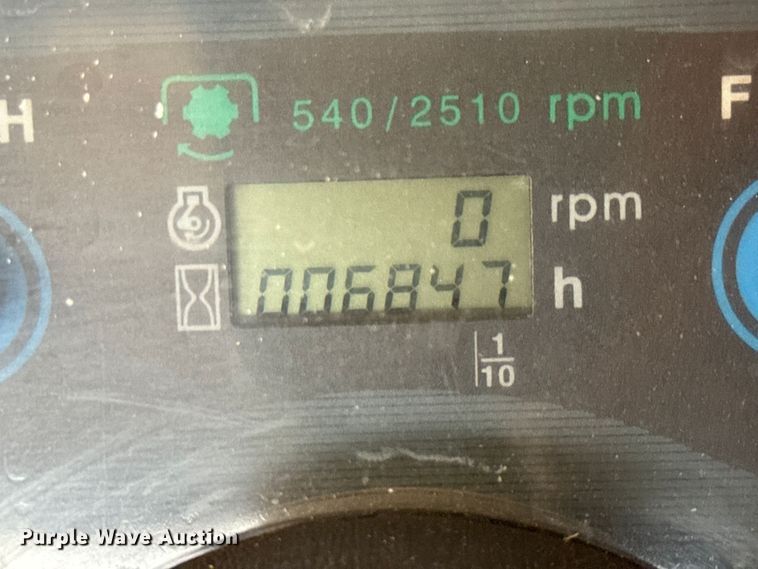 H
540/2510 rpm
F
0 rpm
006847 h
1/10
Purple Wave Auction